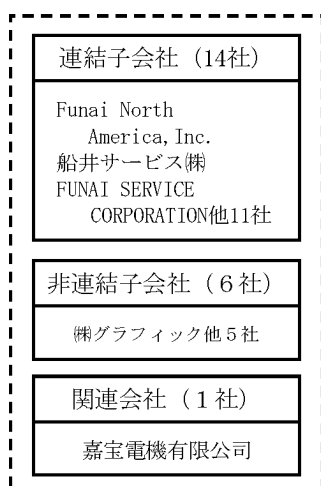 連結子会社（14社）
Funai North
America,Inc.
船井サービス㈱
FUNAI SERVICE
CORPORATION他11社
非連結子会社（６社）
㈱グラフィック他５社
関連会社（１社）
嘉宝電機有限公司